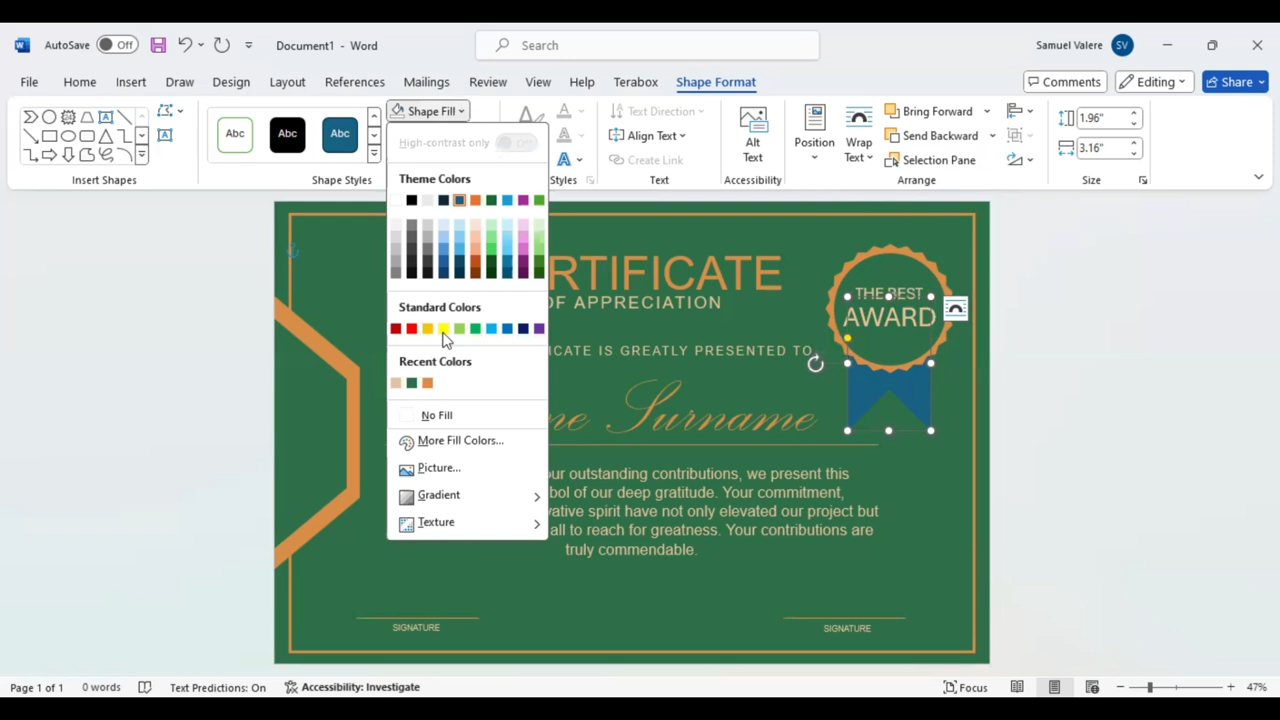 AutoSave Off Document1 - Word Search Samuel Valere SV
File Home Insert Draw Design Layout References Mailings Review View Help Terabox Shape Format Comments Editing Share
Abc Abc Abc Shape Fill Text Direction Bring Forward 1.96"
Align Text Alt Text Position Wrap Text Send Backward 3.16"
Create Link Selection Pane
Insert Shapes Shape Styles Styles Text Accessibility Arrange Size
High-contrast only
Theme Colors
Standard Colors
Recent Colors
No Fill
More Fill Colors...
Picture...
Gradient
Texture
RTIFICATE
OF APPRECIATION
THE BEST
AWARD
ICATE IS GREATLY PRESENTED TO
me Surname
our outstanding contributions, we present this
bol of our deep gratitude. Your commitment,
vative spirit have not only elevated our project but
all to reach for greatness. Your contributions are
truly commendable.
SIGNATURE SIGNATURE
Page 1 of 1 0 words Text Predictions: On Accessibility: Investigate Focus 47%